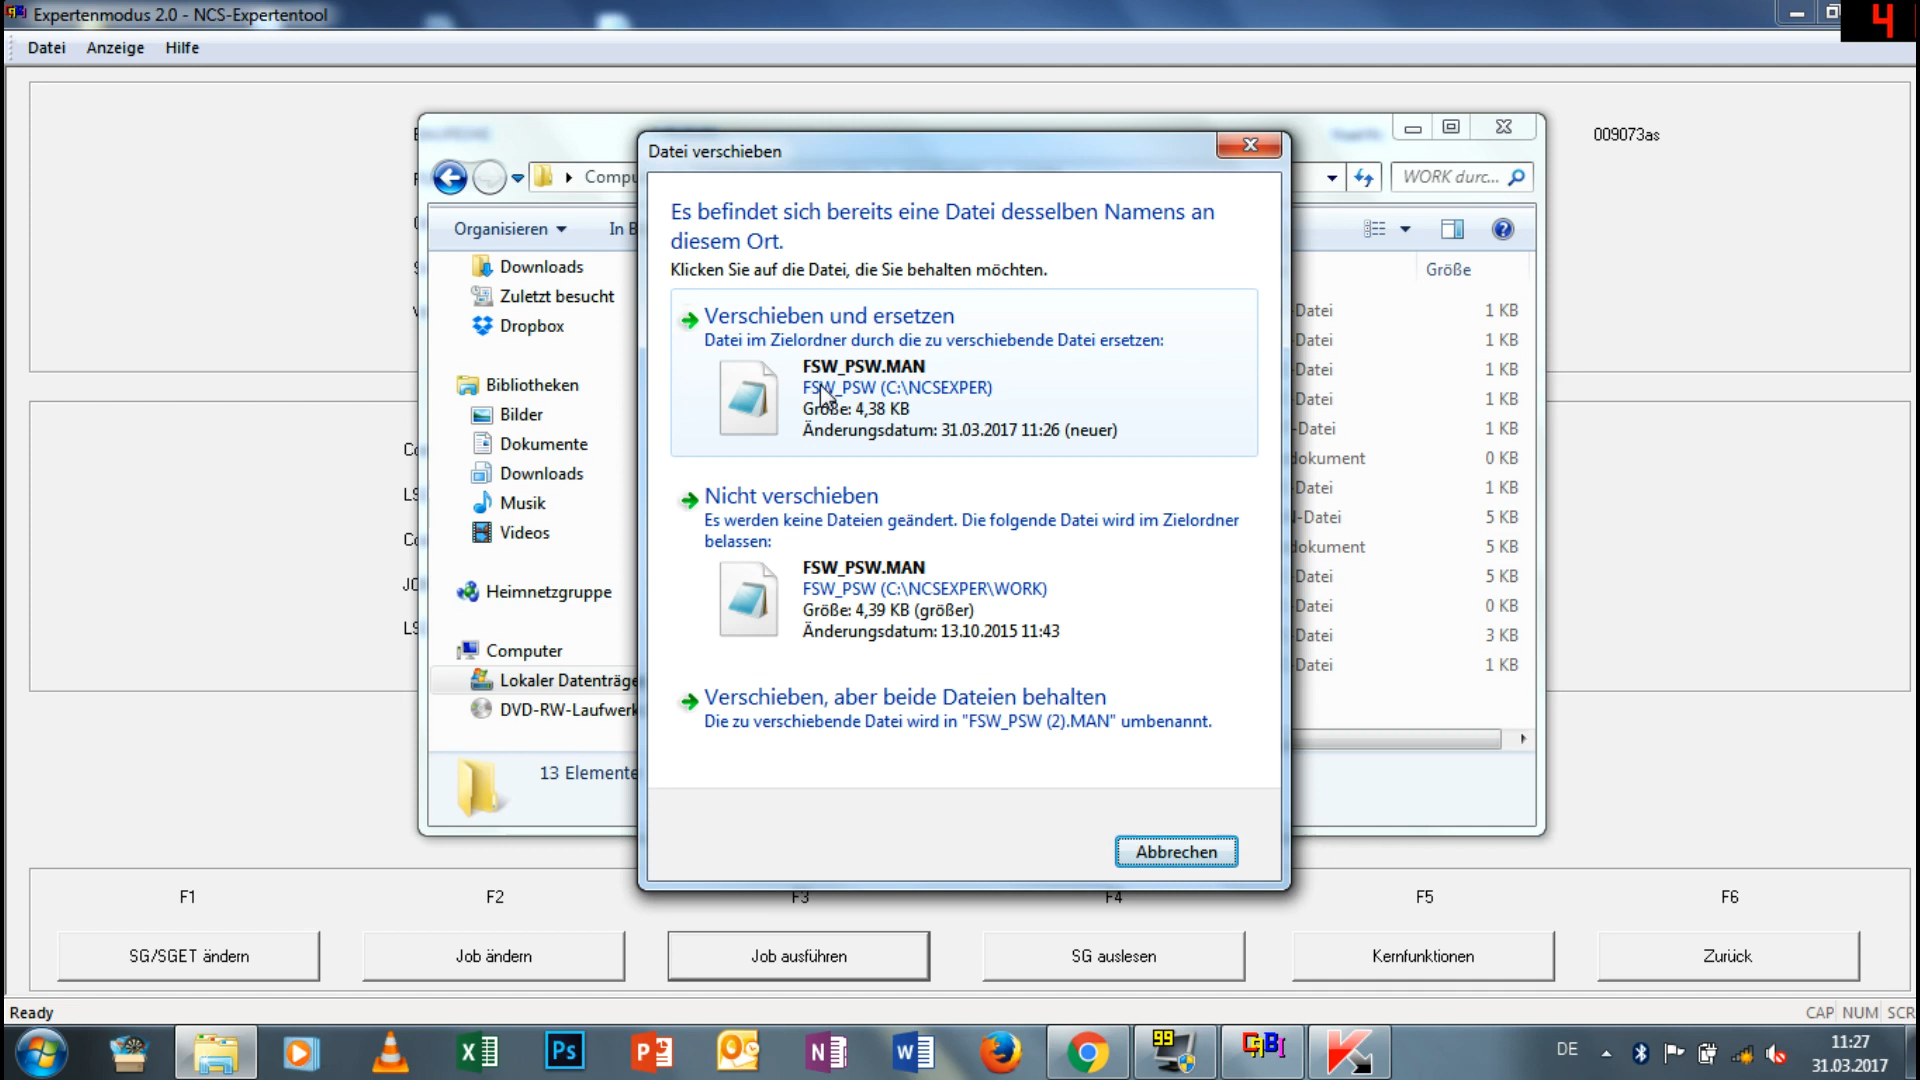 Expertenmodus 2.0 - NCS-Expertentool
4
Datei Anzeige Hilfe
009073as
Datei verschieben
Compu
WORK durc...
Es befindet sich bereits eine Datei desselben Namens an
diesem Ort.
Klicken Sie auf die Datei, die Sie behalten möchten.
Organisieren
In B
Größe
Downloads
Zuletzt besucht
Dropbox
Bibliotheken
Bilder
Dokumente
Downloads
Musik
Videos
Heimnetzgruppe
Computer
Lokaler Datenträge
DVD-RW-Laufwerk
13 Elemente
Verschieben und ersetzen
Datei im Zielordner durch die zu verschiebende Datei ersetzen:
FSW_PSW.MAN
FSW_PSW (C:\NCSEXPER)
Größe: 4,38 KB
Änderungsdatum: 31.03.2017 11:26 (neuer)
Nicht verschieben
Es werden keine Dateien geändert. Die folgende Datei wird im Zielordner
belassen:
FSW_PSW.MAN
FSW_PSW (C:\NCSEXPER\WORK)
Größe: 4,39 KB (größer)
Änderungsdatum: 13.10.2015 11:43
Verschieben, aber beide Dateien behalten
Die zu verschiebende Datei wird in "FSW_PSW (2).MAN" umbenannt.
Abbrechen
-Datei 1 KB
Datei 1 KB
Datei 1 KB
Datei 1 KB
-Datei 1 KB
dokument 0 KB
Datei 1 KB
N-Datei 5 KB
dokument 5 KB
Datei 5 KB
Datei 0 KB
Datei 3 KB
Datei 1 KB
F1 F2 F3 F4 F5 F6
SG/SGET ändern Job ändern Job ausführen SG auslesen Kernfunktionen Zurück
Ready
CAP NUM SCR
DE
11:27
31.03.2017